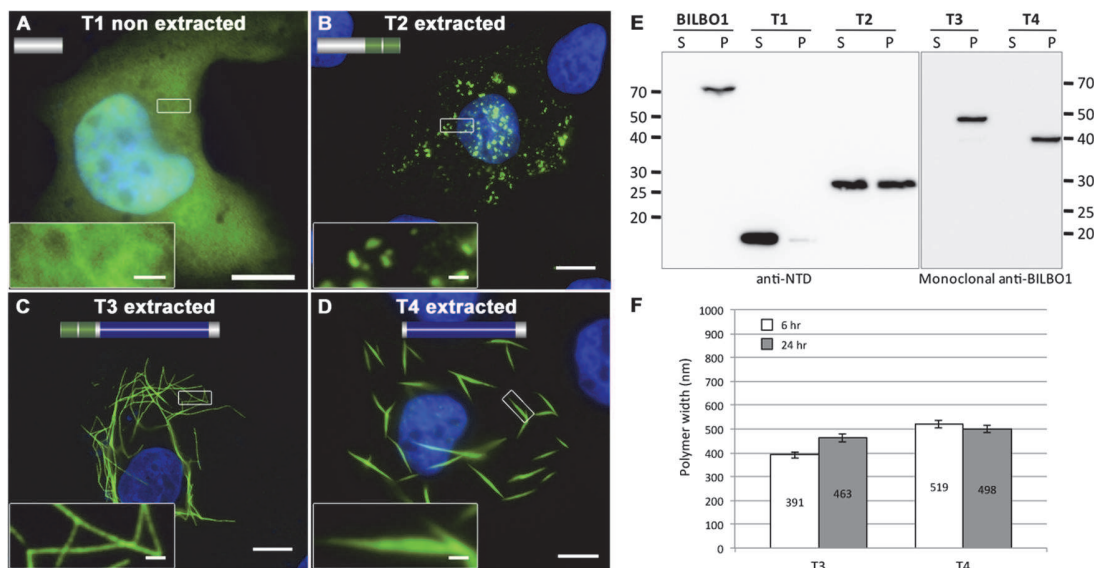 A T1 non extracted
B T2 extracted
C T3 extracted
D T4 extracted
E BILBO1 T1 T2 T3 T4
S P S P S P S P S P
70
50
40
30
25
20
70
50
40
30
25
20
anti-NTD
Monoclonal anti-BILBO1
F
Polymer width (nm)
1000
900
800
700
600
500
400
300
200
100
0
6 hr
24 hr
391
463
519
498
T3
T4